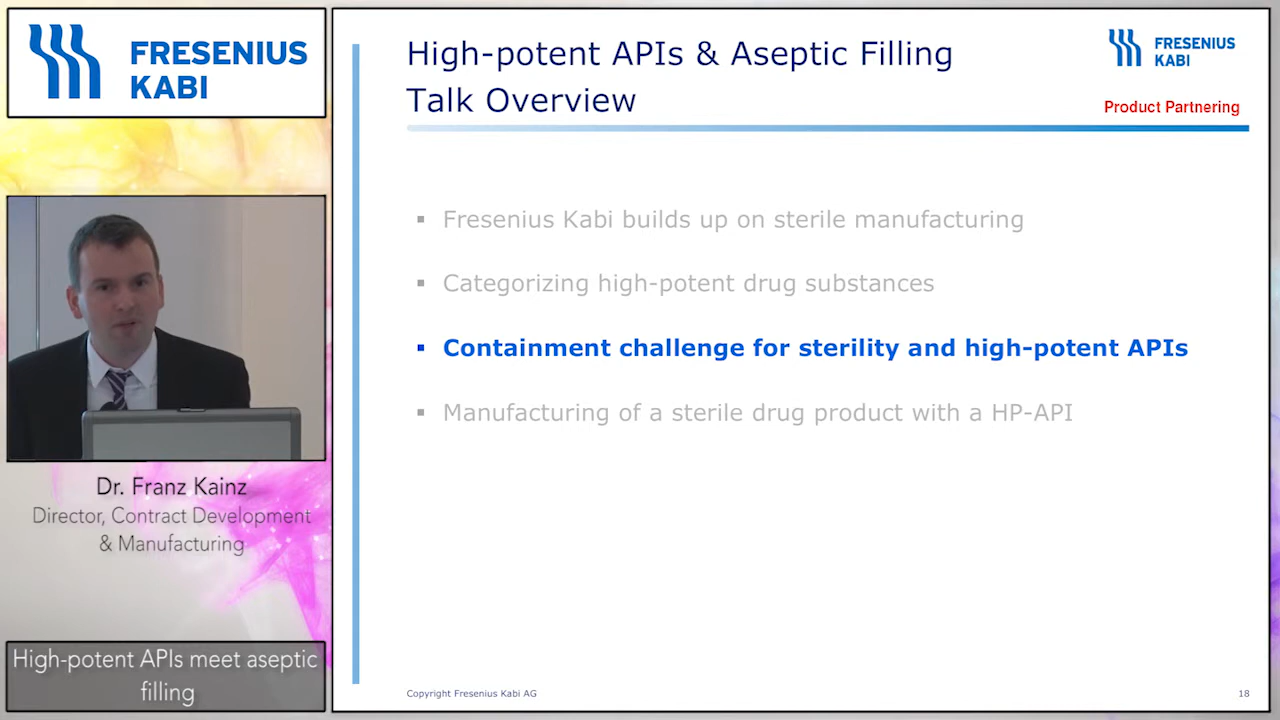 FRESENIUS
KABI
Dr. Franz Kainz
Director, Contract Development
& Manufacturing
High-potent APIs meet aseptic
filling
High-potent APIs & Aseptic Filling
Talk Overview
FRESENIUS
KABI
Product Partnering
▪ Fresenius Kabi builds up on sterile manufacturing
▪ Categorizing high-potent drug substances
▪ Containment challenge for sterility and high-potent APIs
▪ Manufacturing of a sterile drug product with a HP-API
Copyright Fresenius Kabi AG
18